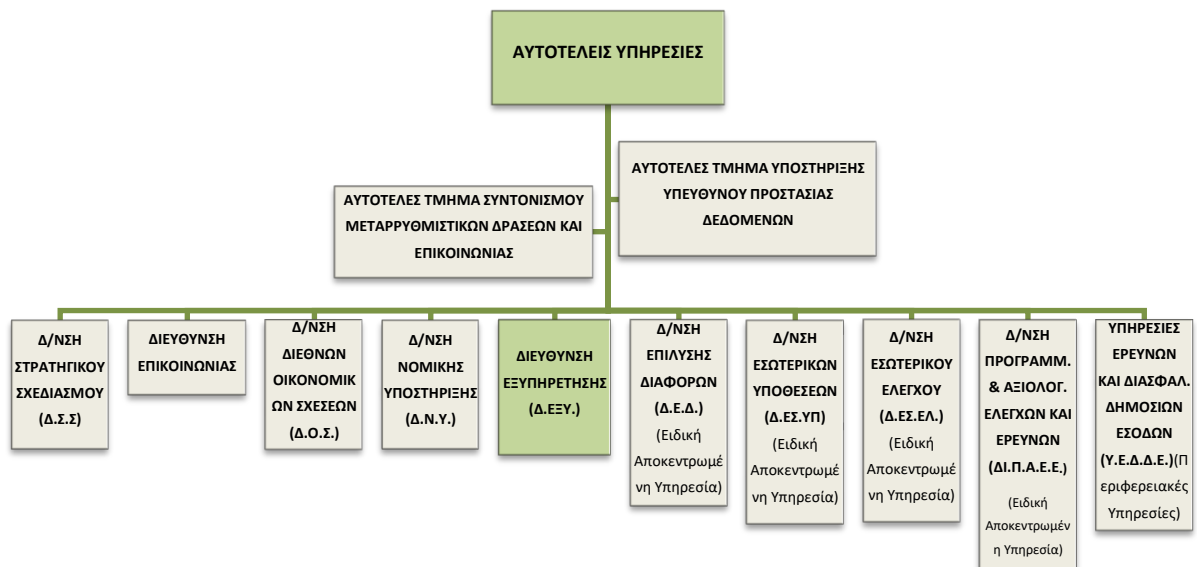 ΑΥΤΟΤΕΛΕΙΣ ΥΠΗΡΕΣΙΕΣ
ΑΥΤΟΤΕΛΕΣ ΤΜΗΜΑ ΥΠΟΣΤΗΡΙΞΗΣ
ΥΠΕΥΘΥΝΟΥ ΠΡΟΣΤΑΣΙΑΣ
ΔΕΔΟΜΕΝΩΝ
ΑΥΤΟΤΕΛΕΣ ΤΜΗΜΑ ΣΥΝΤΟΝΙΣΜΟΥ
ΜΕΤΑΡΡΥΘΜΙΣΤΙΚΩΝ ΔΡΑΣΕΩΝ ΚΑΙ
ΕΠΙΚΟΙΝΩΝΙΑΣ
Δ/ΝΣΗ
ΣΤΡΑΤΗΓΙΚΟΥ
ΣΧΕΔΙΑΣΜΟΥ
(Δ.Σ.Σ)
ΔΙΕΥΘΥΝΣΗ
ΕΠΙΚΟΙΝΩΝΙΑΣ
Δ/ΝΣΗ
ΔΙΕΘΝΩΝ
ΟΙΚΟΝΟΜΙΚ
ΩΝ ΣΧΕΣΕΩΝ
(Δ.Ο.Σ.)
Δ/ΝΣΗ
ΝΟΜΙΚΗΣ
ΥΠΟΣΤΗΡΙΞΗΣ
(Δ.Ν.Υ.)
ΔΙΕΥΘΥΝΣΗ
ΕΞΥΠΗΡΕΤΗΣΗΣ
(Δ.ΕΞΥ.)
Δ/ΝΣΗ
ΕΠΙΛΥΣΗΣ
ΔΙΑΦΟΡΩΝ
(Δ.Ε.Δ.)
(Ειδική
Αποκεντρωμέ
νη Υπηρεσία)
Δ/ΝΣΗ
ΕΣΩΤΕΡΙΚΩΝ
ΥΠΟΘΕΣΕΩΝ
(Δ.ΕΣ.ΥΠ)
(Ειδική
Αποκεντρωμέ
νη Υπηρεσία)
Δ/ΝΣΗ
ΕΣΩΤΕΡΙΚΟΥ
ΕΛΕΓΧΟΥ
(Δ.ΕΣ.ΕΛ.)
(Ειδική
Αποκεντρωμέ
νη Υπηρεσία)
Δ/ΝΣΗ
ΠΡΟΓΡΑΜΜ.
& ΑΞΙΟΛΟΓ.
ΕΛΕΓΧΩΝ ΚΑΙ
ΕΡΕΥΝΩΝ
(ΔΙ.Π.Α.Ε.Ε.)
(Ειδική
Αποκεντρωμέν
η Υπηρεσία)
ΥΠΗΡΕΣΙΕΣ
ΕΡΕΥΝΩΝ
ΚΑΙ ΔΙΑΣΦΑΛ.
ΔΗΜΟΣΙΩΝ
ΕΣΟΔΩΝ
(Υ.Ε.Δ.Δ.Ε.)(Π
εριφερειακές
Υπηρεσίες)